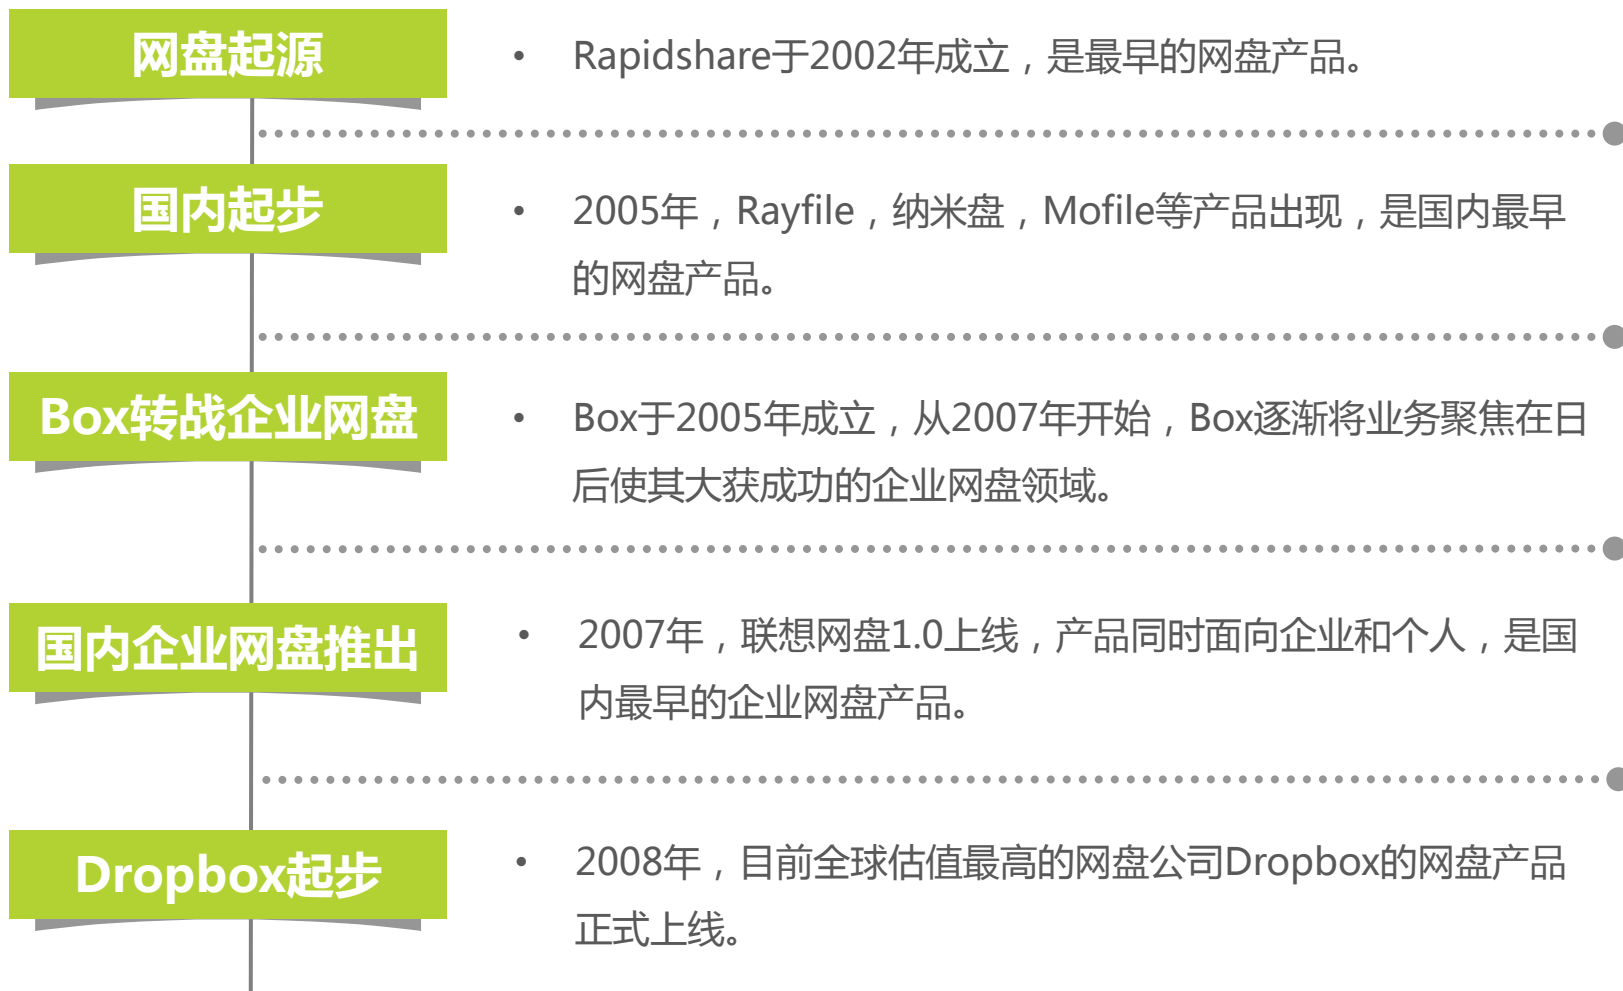 网盘起源
• Rapidshare于2002年成立，是最早的网盘产品。
国内起步
• 2005年，Rayfile，纳米盘，Mofile等产品出现，是国内最早
的网盘产品。
Box转战企业网盘
• Box于2005年成立，从2007年开始，Box逐渐将业务聚焦在日
后使其大获成功的企业网盘领域。
国内企业网盘推出
• 2007年，联想网盘1.0上线，产品同时面向企业和个人，是国
内最早的企业网盘产品。
Dropbox起步
• 2008年，目前全球估值最高的网盘公司Dropbox的网盘产品
正式上线。